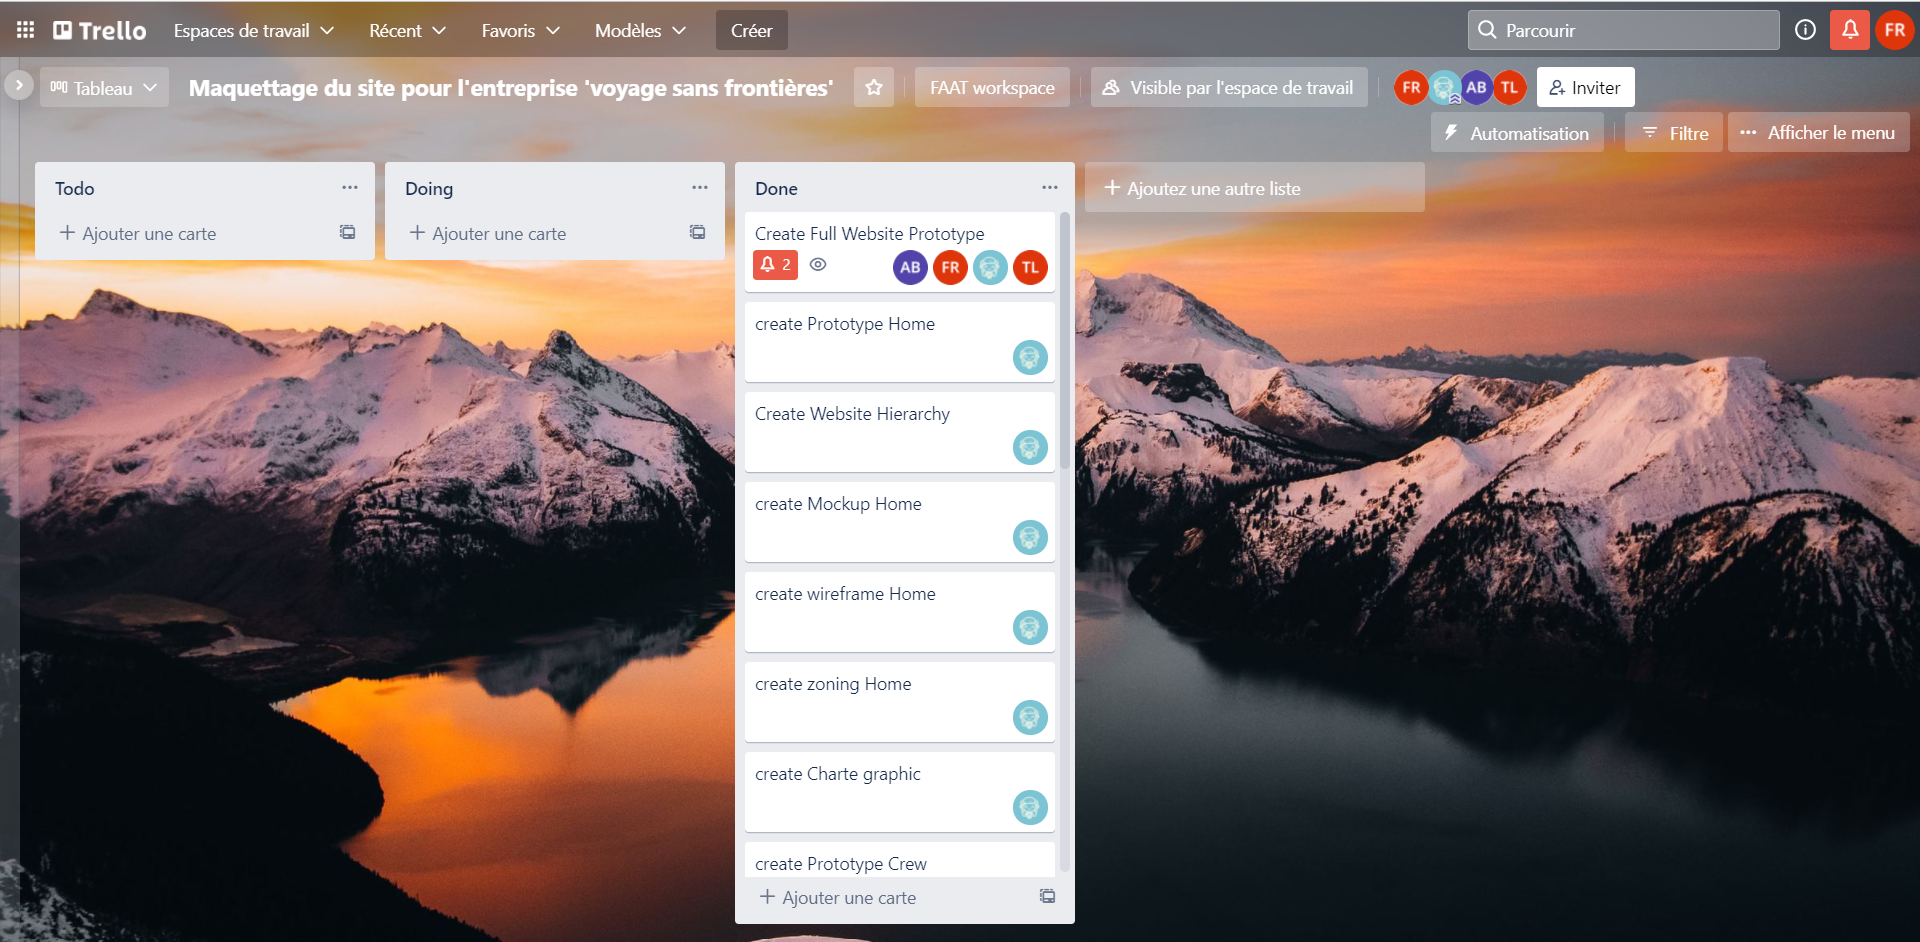 Trello Espaces de travail Récent Favoris Modèles Créer Parcourir FR
Tableau Maquettage du site pour l'entreprise 'voyage sans frontières' FAAT workspace Visible par l'espace de travail FR AB TL Inviter
Automatisation Filtre Afficher le menu
Todo
Ajouter une carte
Doing
Ajouter une carte
Done
Create Full Website Prototype
2 AB FR TL
create Prototype Home
Create Website Hierarchy
create Mockup Home
create wireframe Home
create zoning Home
create Charte graphic
create Prototype Crew
Ajouter une carte
Ajoutez une autre liste